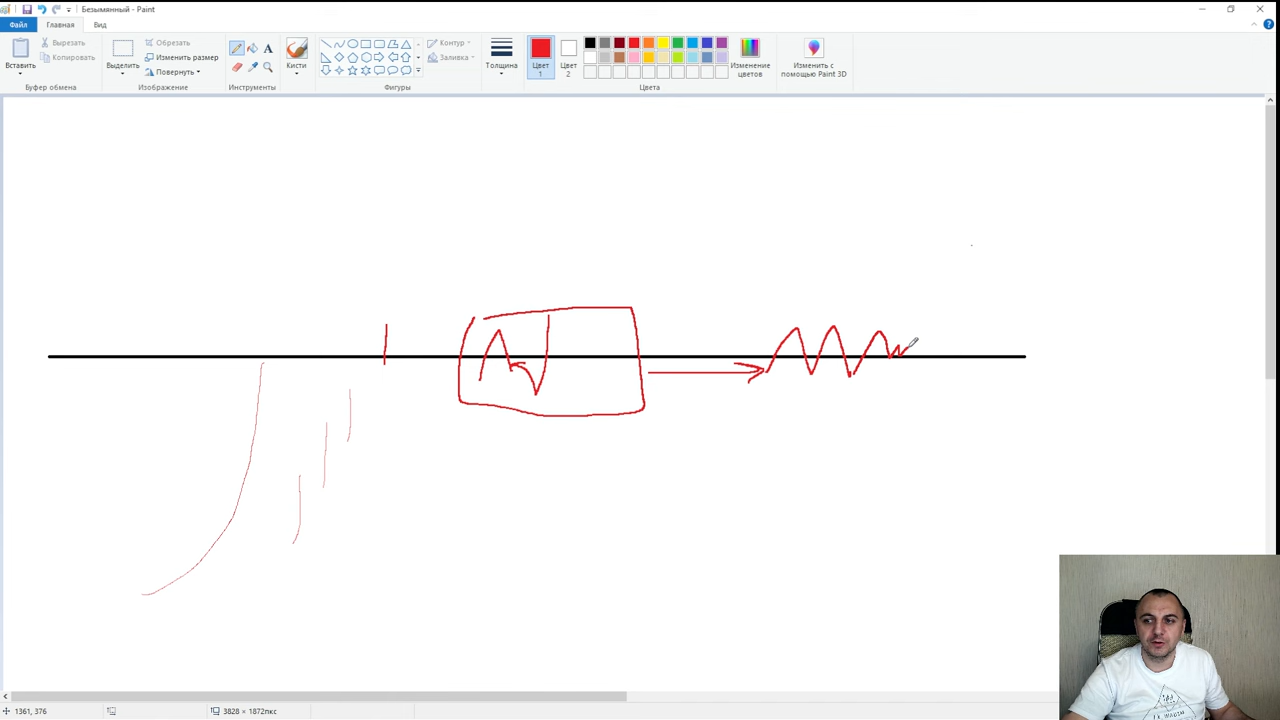 Безымянный - Paint
Файл
Главная
Вид
Вставить
Вырезать
Копировать
Буфер обмена
Выделить
Обрезать
Изменить размер
Повернуть
Изображение
A
Инструменты
Кисти
Контур
Заливка
Фигуры
Толщина
Цвет
1
Цвет
2
Цвета
Изменение
цветов
Изменить с
помощью Paint 3D
1361, 376
3828 × 1872пкс